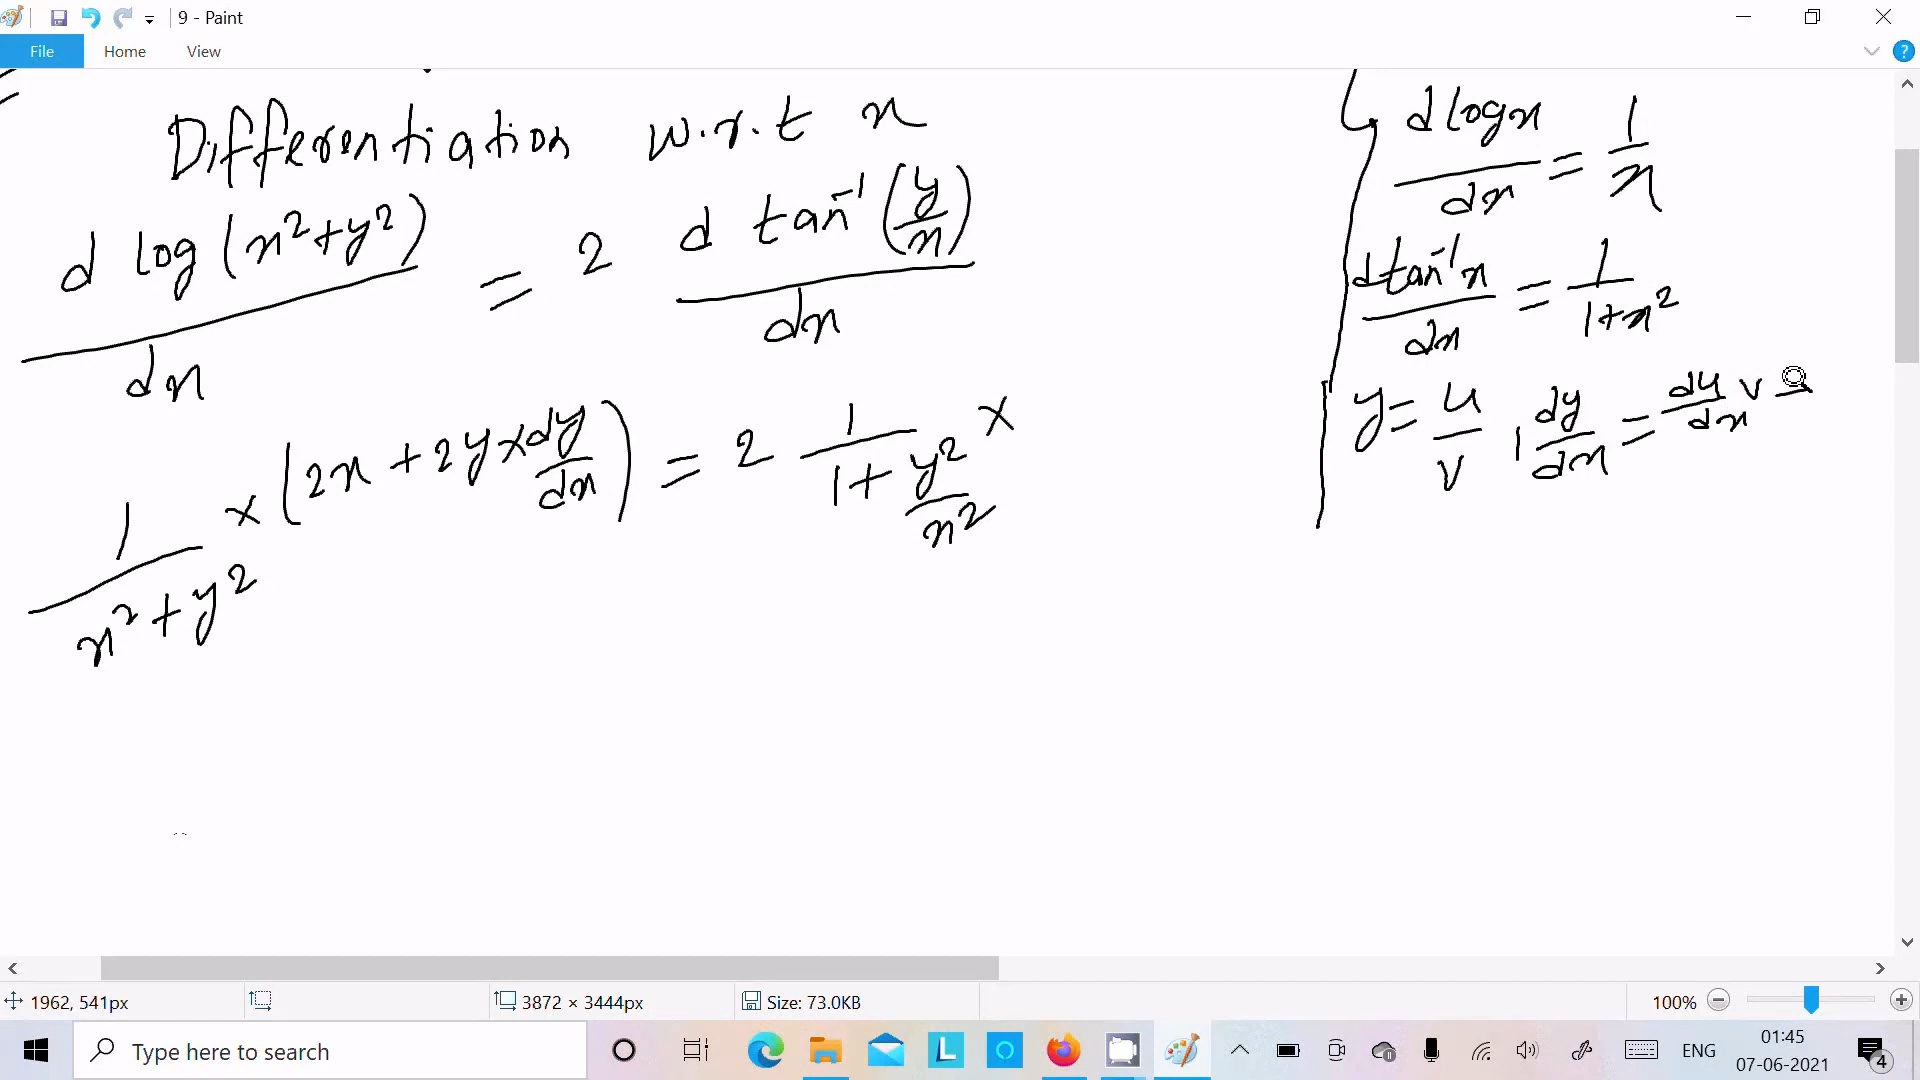 9 - Paint
File Home View
Differentiation w.r.t x
d log(x²+y²)/dx = 2 d tan⁻¹(y/x)/dx
1/(x²+y²) × (2x + 2y × dy/dx) = 2 1/(1 + y²/x²) ×
d log x/dx = 1/x
d tan⁻¹x/dx = 1/(1+x²)
y = u/v , dy/dx = du/dx v –
1962, 541px
3872 × 3444px
Size: 73.0KB
100%
Type here to search
ENG
01:45
07-06-2021
4